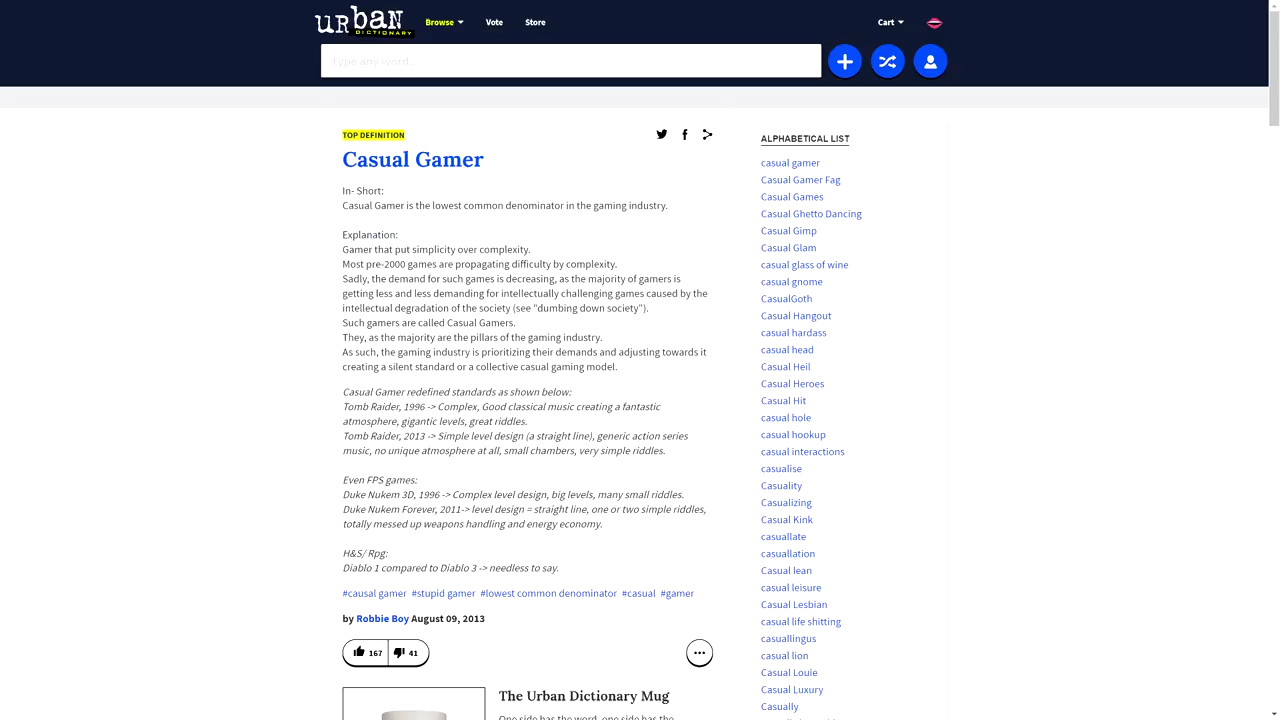 urban
DICTIONARY
Browse
Vote
Store
Cart
Type any word...
TOP DEFINITION
Casual Gamer
In- Short:
Casual Gamer is the lowest common denominator in the gaming industry.
Explanation:
Gamer that put simplicity over complexity.
Most pre-2000 games are propagating difficulty by complexity.
Sadly, the demand for such games is decreasing, as the majority of gamers is
getting less and less demanding for intellectually challenging games caused by the
intellectual degradation of the society (see "dumbing down society").
Such gamers are called Casual Gamers.
They, as the majority are the pillars of the gaming industry.
As such, the gaming industry is prioritizing their demands and adjusting towards it
creating a silent standard or a collective casual gaming model.
Casual Gamer redefined standards as shown below:
Tomb Raider, 1996 -> Complex, Good classical music creating a fantastic
atmosphere, gigantic levels, great riddles.
Tomb Raider, 2013 -> Simple level design (a straight line), generic action series
music, no unique atmosphere at all, small chambers, very simple riddles.
Even FPS games:
Duke Nukem 3D, 1996 -> Complex level design, big levels, many small riddles.
Duke Nukem Forever, 2011-> level design = straight line, one or two simple riddles,
totally messed up weapons handling and energy economy.
H&S/ Rpg:
Diablo 1 compared to Diablo 3 -> needless to say.
#causal gamer #stupid gamer #lowest common denominator #casual #gamer
by Robbie Boy August 09, 2013
167
41
The Urban Dictionary Mug
One side has the word, one side has the
ALPHABETICAL LIST
casual gamer
Casual Gamer Fag
Casual Games
Casual Ghetto Dancing
Casual Gimp
Casual Glam
casual glass of wine
casual gnome
CasualGoth
Casual Hangout
casual hardass
casual head
Casual Heil
Casual Heroes
Casual Hit
casual hole
casual hookup
casual interactions
casualise
Casuality
Casualizing
Casual Kink
casuallate
casuallation
Casual lean
casual leisure
Casual Lesbian
casual life shitting
casuallingus
casual lion
Casual Louie
Casual Luxury
Casually